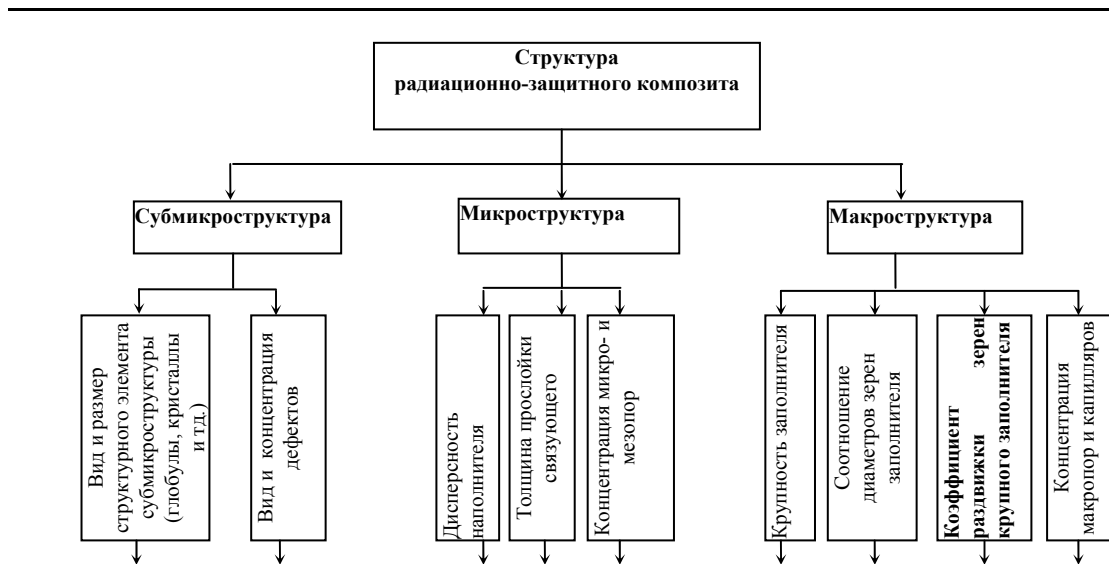 Структура
радиационно-защитного композита
Субмикроструктура
Микроструктура
Макроструктура
Вид и размер
структурного элемента
субмикроструктуры
(глобулы, кристаллы
и тд.)
Вид и концентрация
дефектов
Дисперсность
наполнителя
Толщина прослойки
связующего
Концентрация микро- и
мезопор
Крупность заполнителя
Соотношение
диаметров зерен
заполнителя
Коэффициент
раздвижки зерен
крупного заполнителя
Концентрация
макропор и капилляров